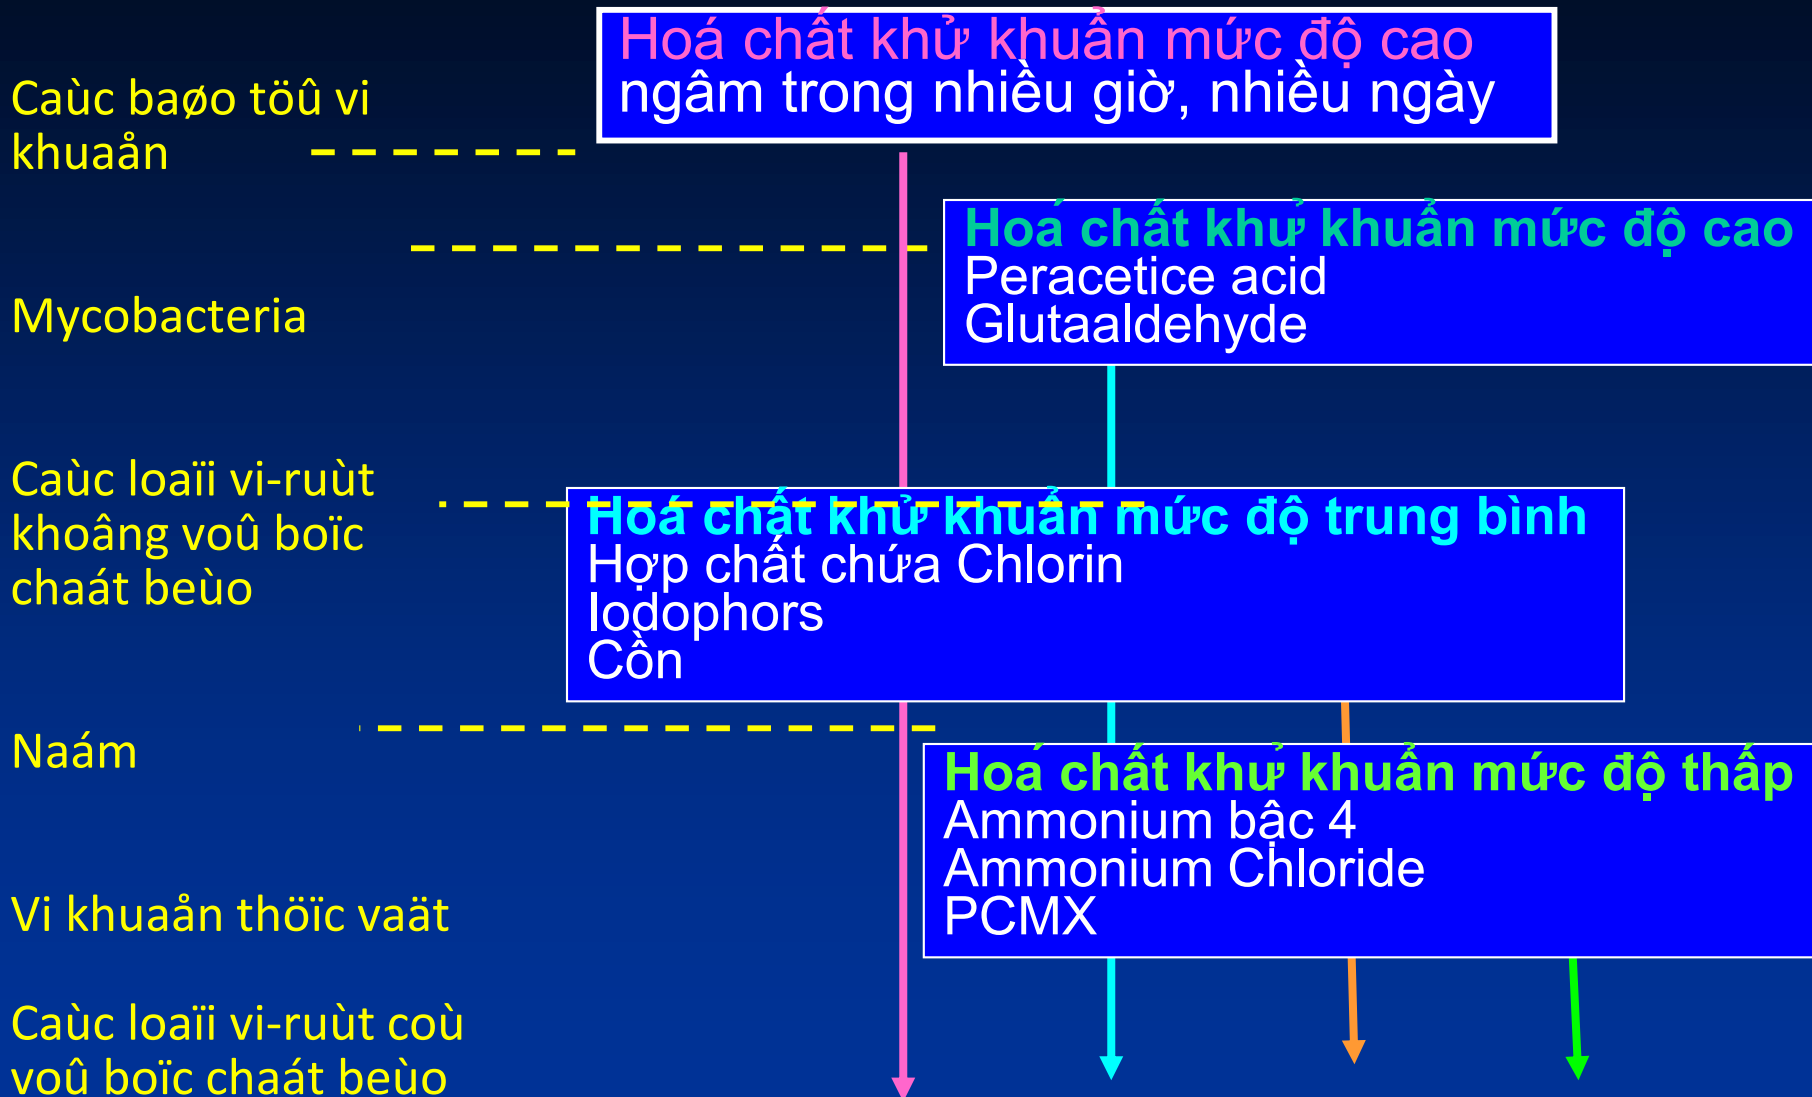 Hoá chất khử khuẩn mức độ cao
ngâm trong nhiều giờ, nhiều ngày
Caùc baøo töû vi
khuaån
Hoá chất khử khuẩn mức độ cao
Peracetice acid
Glutaaldehyde
Mycobacteria
Caùc loaïi vi-ruùt
khoâng voû boïc
chaát beùo
Hoá chất khử khuẩn mức độ trung bình
Hợp chất chứa Chlorin
Iodophors
Cồn
Naám
Hoá chất khử khuẩn mức độ thấp
Ammonium bậc 4
Ammonium Chloride
PCMX
Vi khuaån thöïc vaät
Caùc loaïi vi-ruùt coù
voû boïc chaát beùo